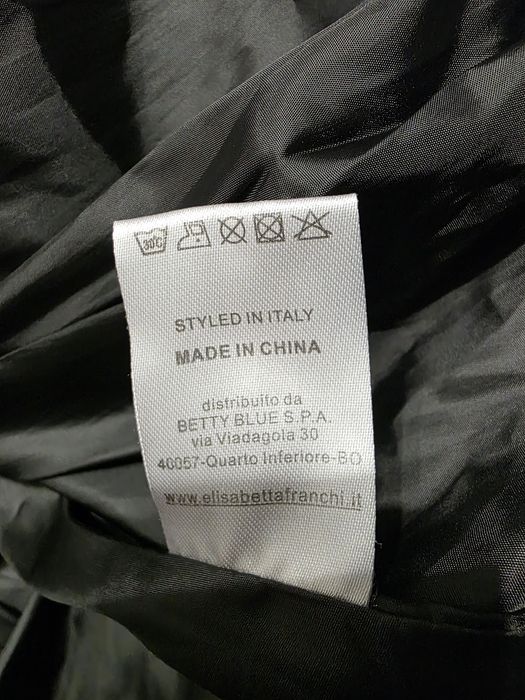 30°C
STYLED IN ITALY
MADE IN CHINA
distribuito da
BETTY BLUE S.P.A.
via Viadagola 30
40057-Quarto Inferiore-BO
www.elisabettafranchi.it